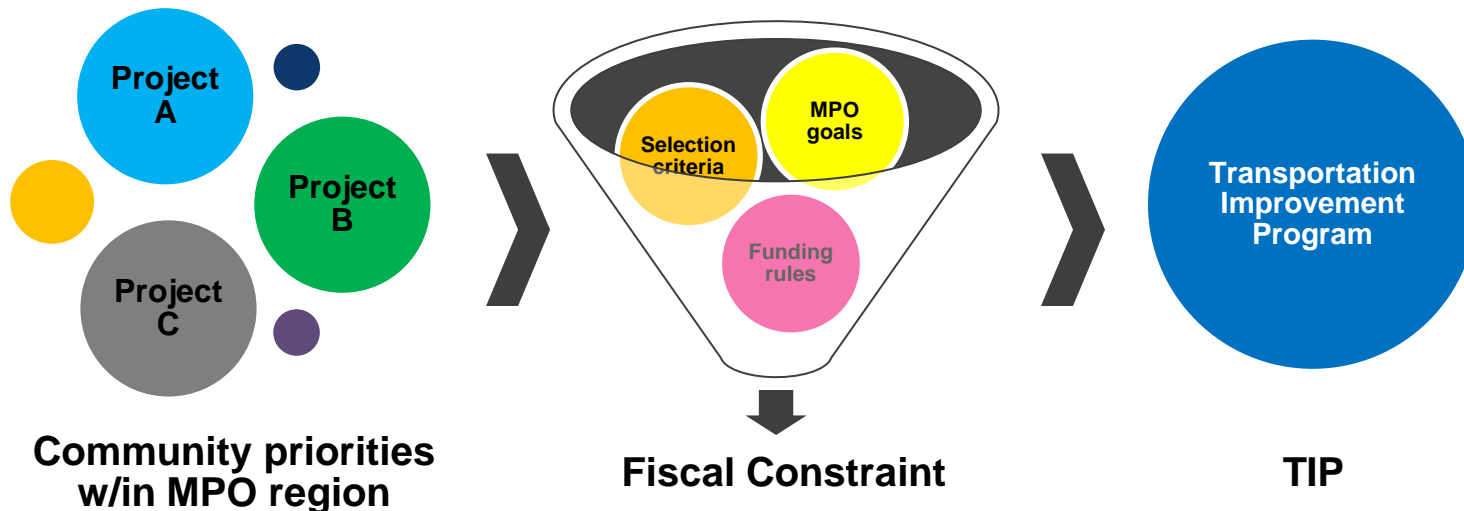 Project
A
Project
B
Project
C
Community priorities
w/in MPO region
Selection
criteria
MPO
goals
Funding
rules
Fiscal Constraint
Transportation
Improvement
Program
TIP